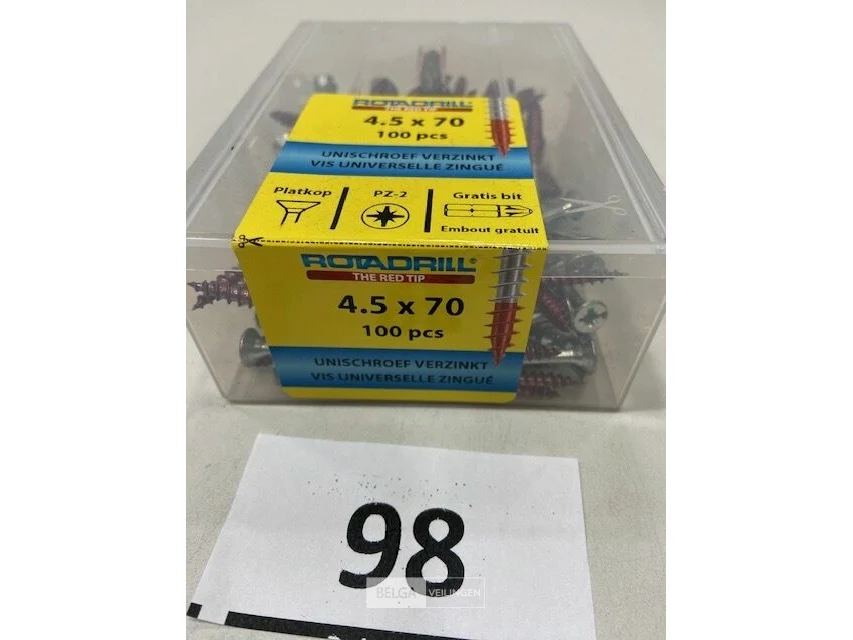 ROTADRILL®
THE RED TIP
4.5 x 70
100 pcs
UNISCHROEF VERZINKT
VIS UNIVERSELLE ZINGUÉ
Platkop
PZ-2
Gratis bit
Embout gratuit
ROTADRILL®
THE RED TIP
4.5 x 70
100 pcs
UNISCHROEF VERZINKT
VIS UNIVERSELLE ZINGUÉ
98
BELGA VEILINGEN